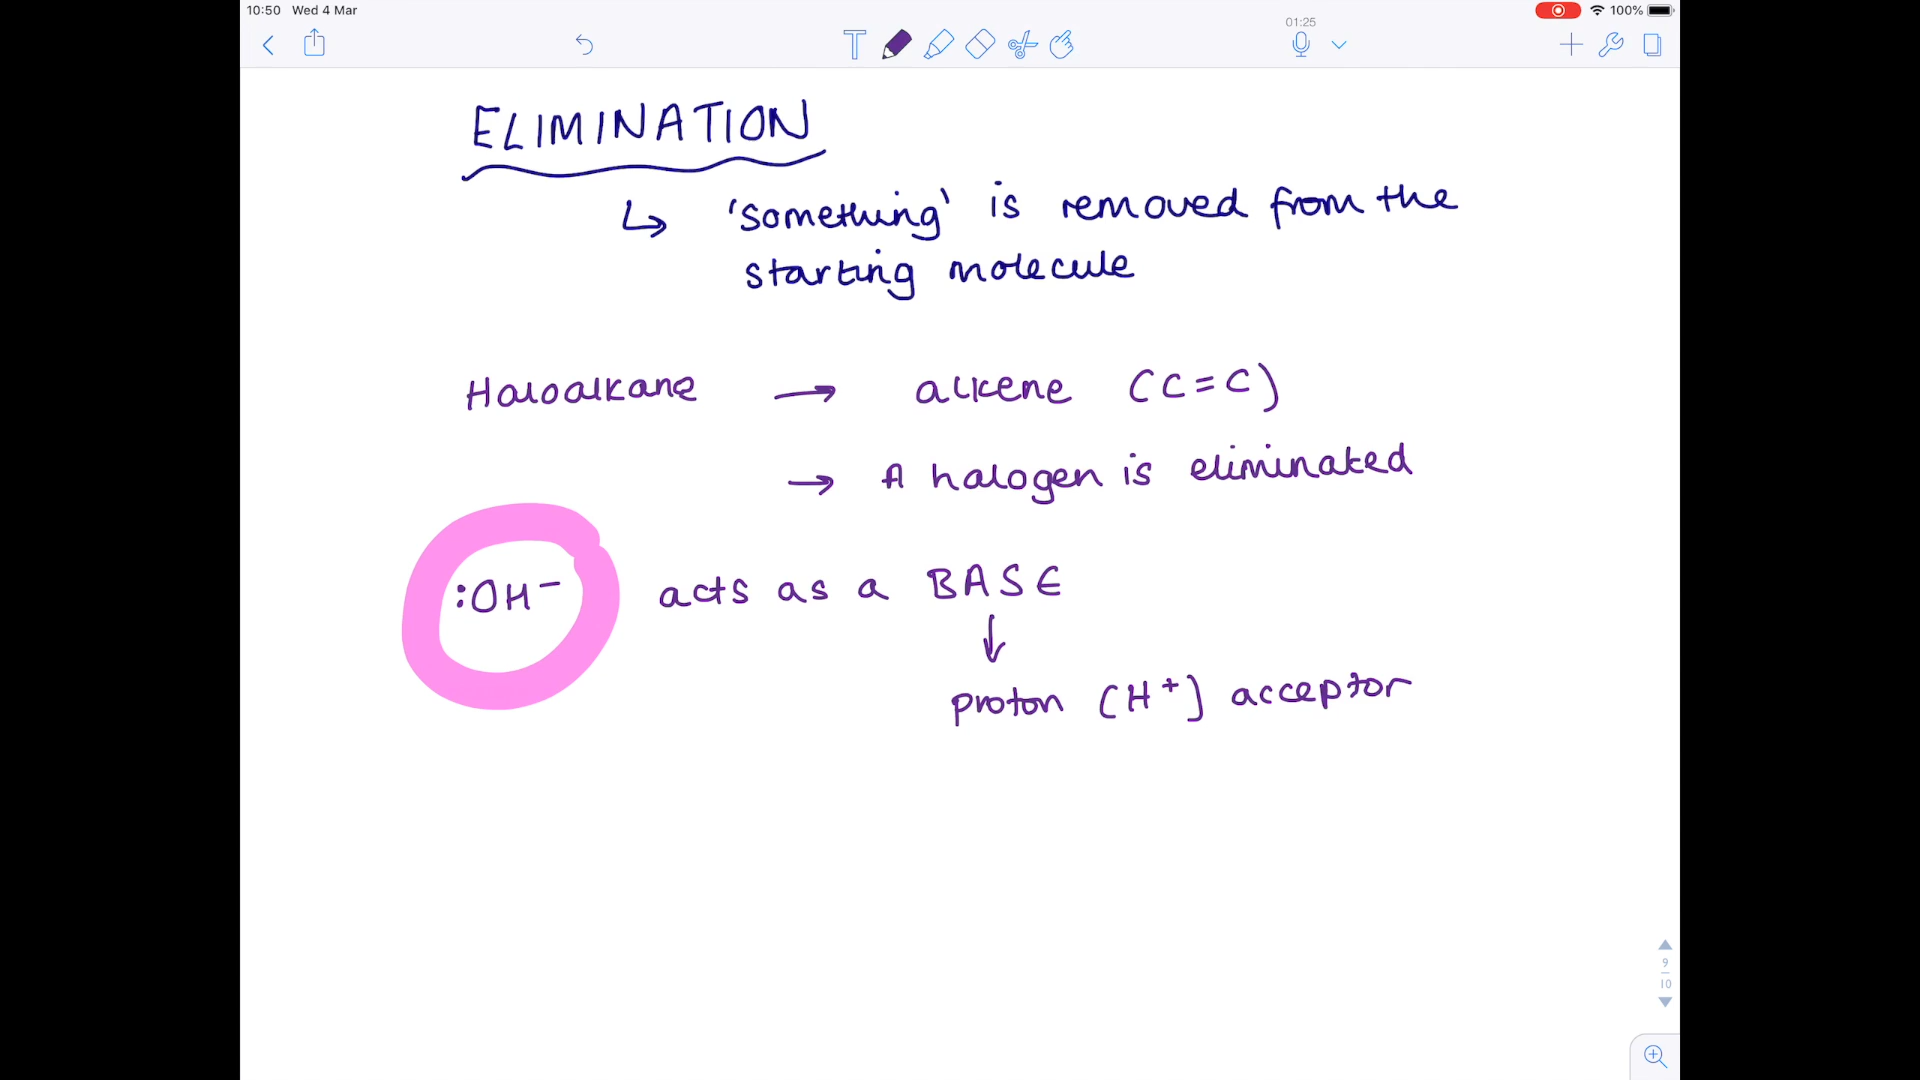 10:50 Wed 4 Mar
100%
01:25
T
ELIMINATION
↳ 'something' is removed from the
starting molecule
Haloalkane → alkene (C=C)
→ A halogen is eliminated
:OH⁻ acts as a BASE
↓
proton (H⁺) acceptor
9
10